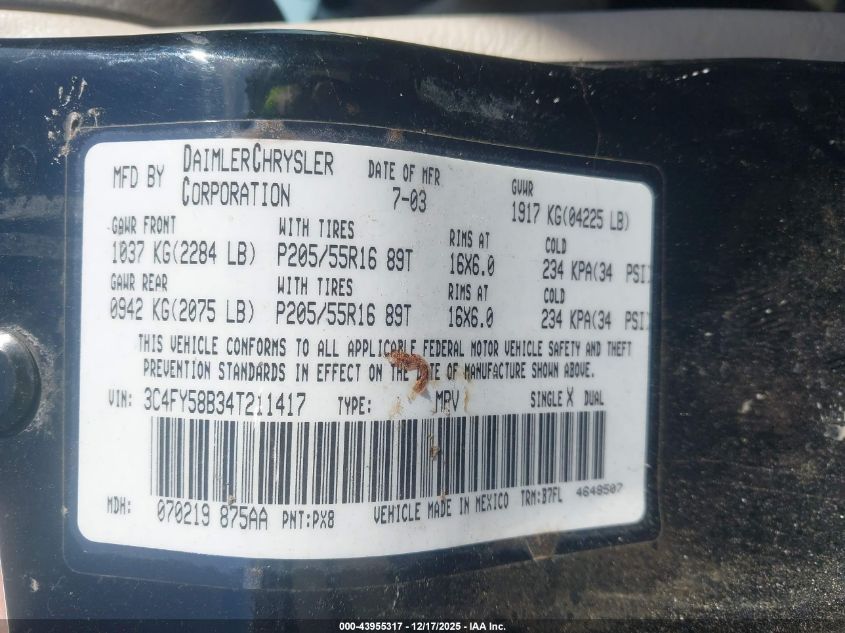 MFD BY DAIMLERCHRYSLER CORPORATION DATE OF MFR 7-03 GVWR 1917 KG(04225 LB)
GAWR FRONT WITH TIRES RIMS AT COLD
1037 KG(2284 LB) P205/55R16 89T 16X6.0 234 KPA(34 PSI)
GAWR REAR WITH TIRES RIMS AT COLD
0942 KG(2075 LB) P205/55R16 89T 16X6.0 234 KPA(34 PSI)
THIS VEHICLE CONFORMS TO ALL APPLICABLE FEDERAL MOTOR VEHICLE SAFETY AND THEFT
PREVENTION STANDARDS IN EFFECT ON THE DATE OF MANUFACTURE SHOWN ABOVE.
VIN: 3C4FY58B34T211417 TYPE: MPV SINGLE X DUAL
MDH: 070219 875AA PNT:PX8 VEHICLE MADE IN MEXICO TRM:B7FL 4648507
000-43955317 - 12/17/2025 - IAA Inc.